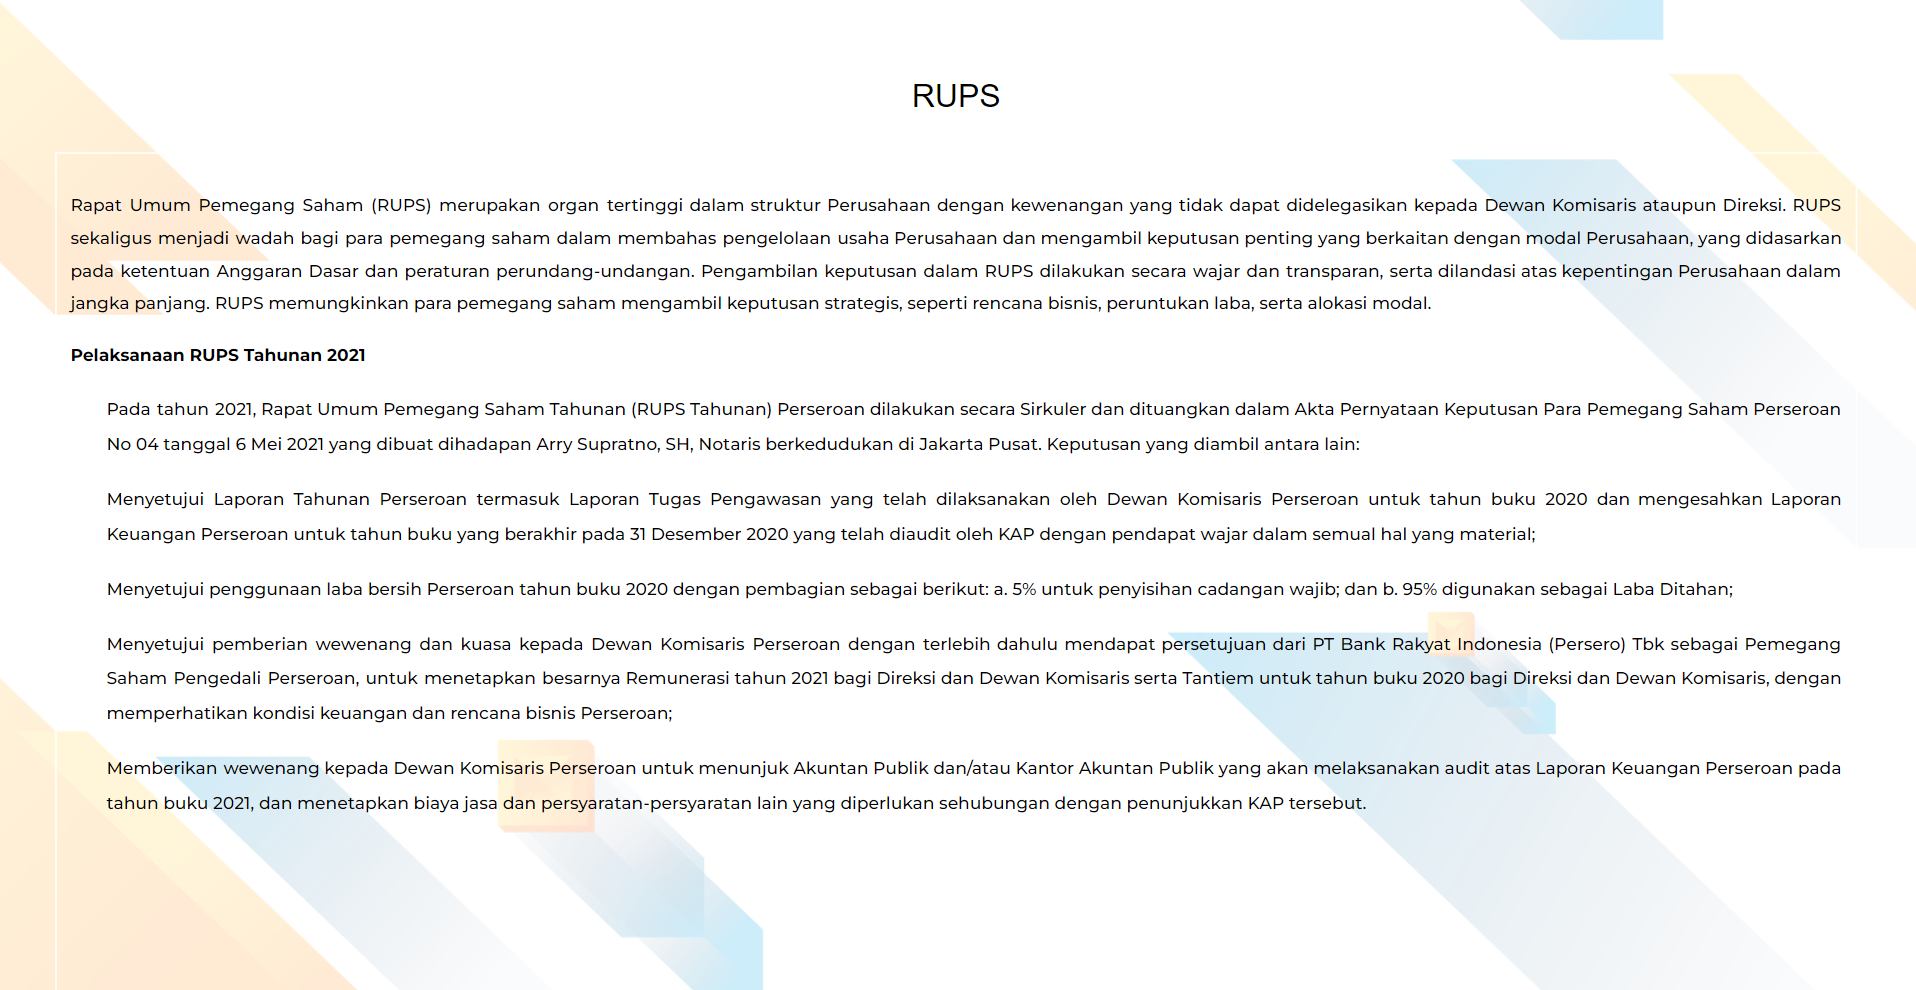 RUPS
Rapat Umum Pemegang Saham (RUPS) merupakan organ tertinggi dalam struktur Perusahaan dengan kewenangan yang tidak dapat didelegasikan kepada Dewan Komisaris ataupun Direksi. RUPS
sekaligus menjadi wadah bagi para pemegang saham dalam membahas pengelolaan usaha Perusahaan dan mengambil keputusan penting yang berkaitan dengan modal Perusahaan, yang didasarkan
pada ketentuan Anggaran Dasar dan peraturan perundang-undangan. Pengambilan keputusan dalam RUPS dilakukan secara wajar dan transparan, serta dilandasi atas kepentingan Perusahaan dalam
jangka panjang. RUPS memungkinkan para pemegang saham mengambil keputusan strategis, seperti rencana bisnis, peruntukan laba, serta alokasi modal.
Pelaksanaan RUPS Tahunan 2021
Pada tahun 2021, Rapat Umum Pemegang Saham Tahunan (RUPS Tahunan) Perseroan dilakukan secara Sirkuler dan dituangkan dalam Akta Pernyataan Keputusan Para Pemegang Saham Perseroan
No 04 tanggal 6 Mei 2021 yang dibuat dihadapan Arry Supratno, SH, Notaris berkedudukan di Jakarta Pusat. Keputusan yang diambil antara lain:
Menyetujui Laporan Tahunan Perseroan termasuk Laporan Tugas Pengawasan yang telah dilaksanakan oleh Dewan Komisaris Perseroan untuk tahun buku 2020 dan mengesahkan Laporan
Keuangan Perseroan untuk tahun buku yang berakhir pada 31 Desember 2020 yang telah diaudit oleh KAP dengan pendapat wajar dalam semual hal yang material;
Menyetujui penggunaan laba bersih Perseroan tahun buku 2020 dengan pembagian sebagai berikut: a. 5% untuk penyisihan cadangan wajib; dan b. 95% digunakan sebagai Laba Ditahan;
Menyetujui pemberian wewenang dan kuasa kepada Dewan Komisaris Perseroan dengan terlebih dahulu mendapat persetujuan dari PT Bank Rakyat Indonesia (Persero) Tbk sebagai Pemegang
Saham Pengedali Perseroan, untuk menetapkan besarnya Remunerasi tahun 2021 bagi Direksi dan Dewan Komisaris serta Tantiem untuk tahun buku 2020 bagi Direksi dan Dewan Komisaris, dengan
memperhatikan kondisi keuangan dan rencana bisnis Perseroan;
Memberikan wewenang kepada Dewan Komisaris Perseroan untuk menunjuk Akuntan Publik dan/atau Kantor Akuntan Publik yang akan melaksanakan audit atas Laporan Keuangan Perseroan pada
tahun buku 2021, dan menetapkan biaya jasa dan persyaratan-persyaratan lain yang diperlukan sehubungan dengan penunjukkan KAP tersebut.